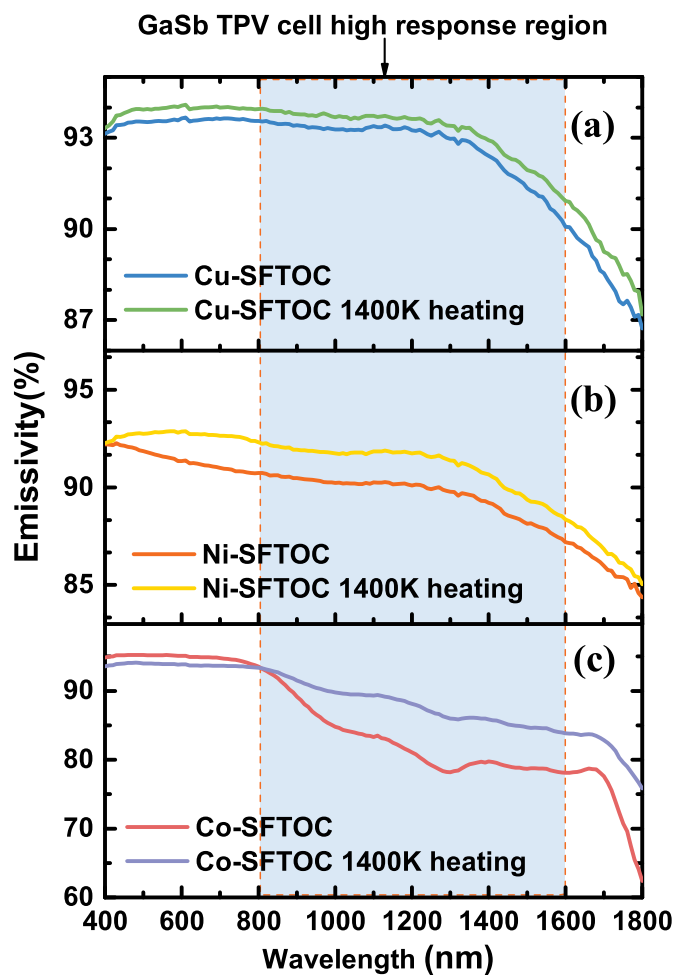 GaSb TPV cell high response region
(a)
93
90
87
Cu-SFTOC
Cu-SFTOC 1400K heating
(b)
95
90
85
Ni-SFTOC
Ni-SFTOC 1400K heating
(c)
90
80
70
60
Co-SFTOC
Co-SFTOC 1400K heating
Emissivity(%)
400 600 800 1000 1200 1400 1600 1800
Wavelength (nm)